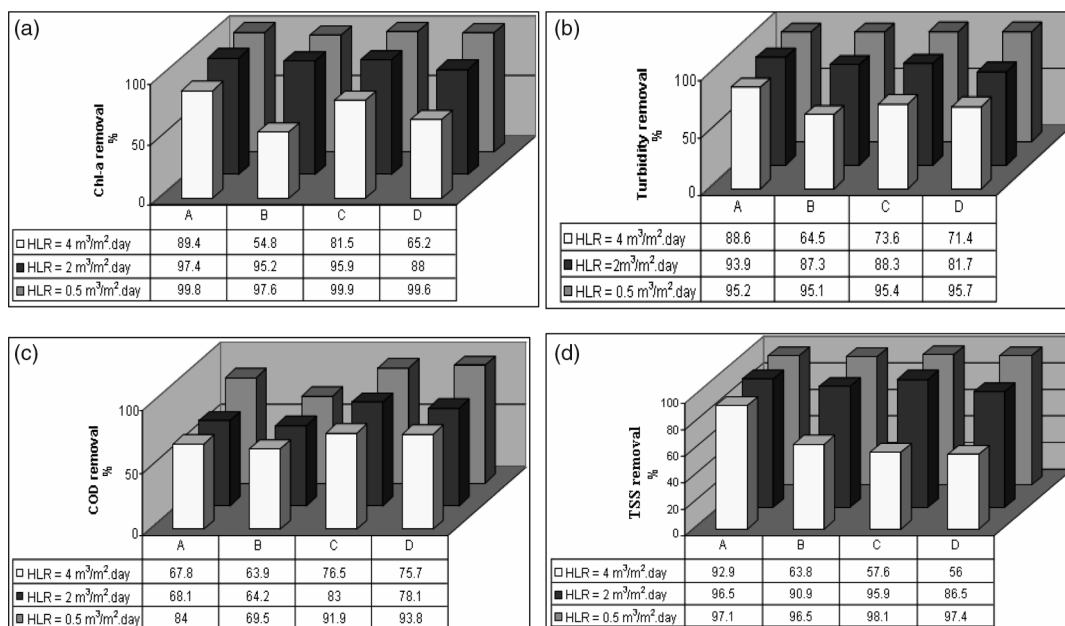 (a)
Chl-a removal
%
100
50
0
A B C D
HLR = 4 m³/m².day 89.4 54.8 81.5 65.2
HLR = 2 m³/m².day 97.4 95.2 95.9 88
HLR = 0.5 m³/m².day 99.8 97.6 99.9 99.6
(b)
Turbidity removal
%
100
50
0
A B C D
HLR = 4 m³/m².day 88.6 64.5 73.6 71.4
HLR =2m³/m².day 93.9 87.3 88.3 81.7
HLR = 0.5 m³/m².day 95.2 95.1 95.4 95.7
(c)
COD removal
%
100
50
0
A B C D
HLR = 4 m³/m².day 67.8 63.9 76.5 75.7
HLR = 2 m³/m².day 68.1 64.2 83 78.1
HLR = 0.5 m³/m².day 84 69.5 91.9 93.8
(d)
TSS removal
%
100
80
60
40
20
0
A B C D
HLR = 4 m³/m².day 92.9 63.8 57.6 56
HLR = 2 m³/m².day 96.5 90.9 95.9 86.5
HLR = 0.5 m³/m².day 97.1 96.5 98.1 97.4